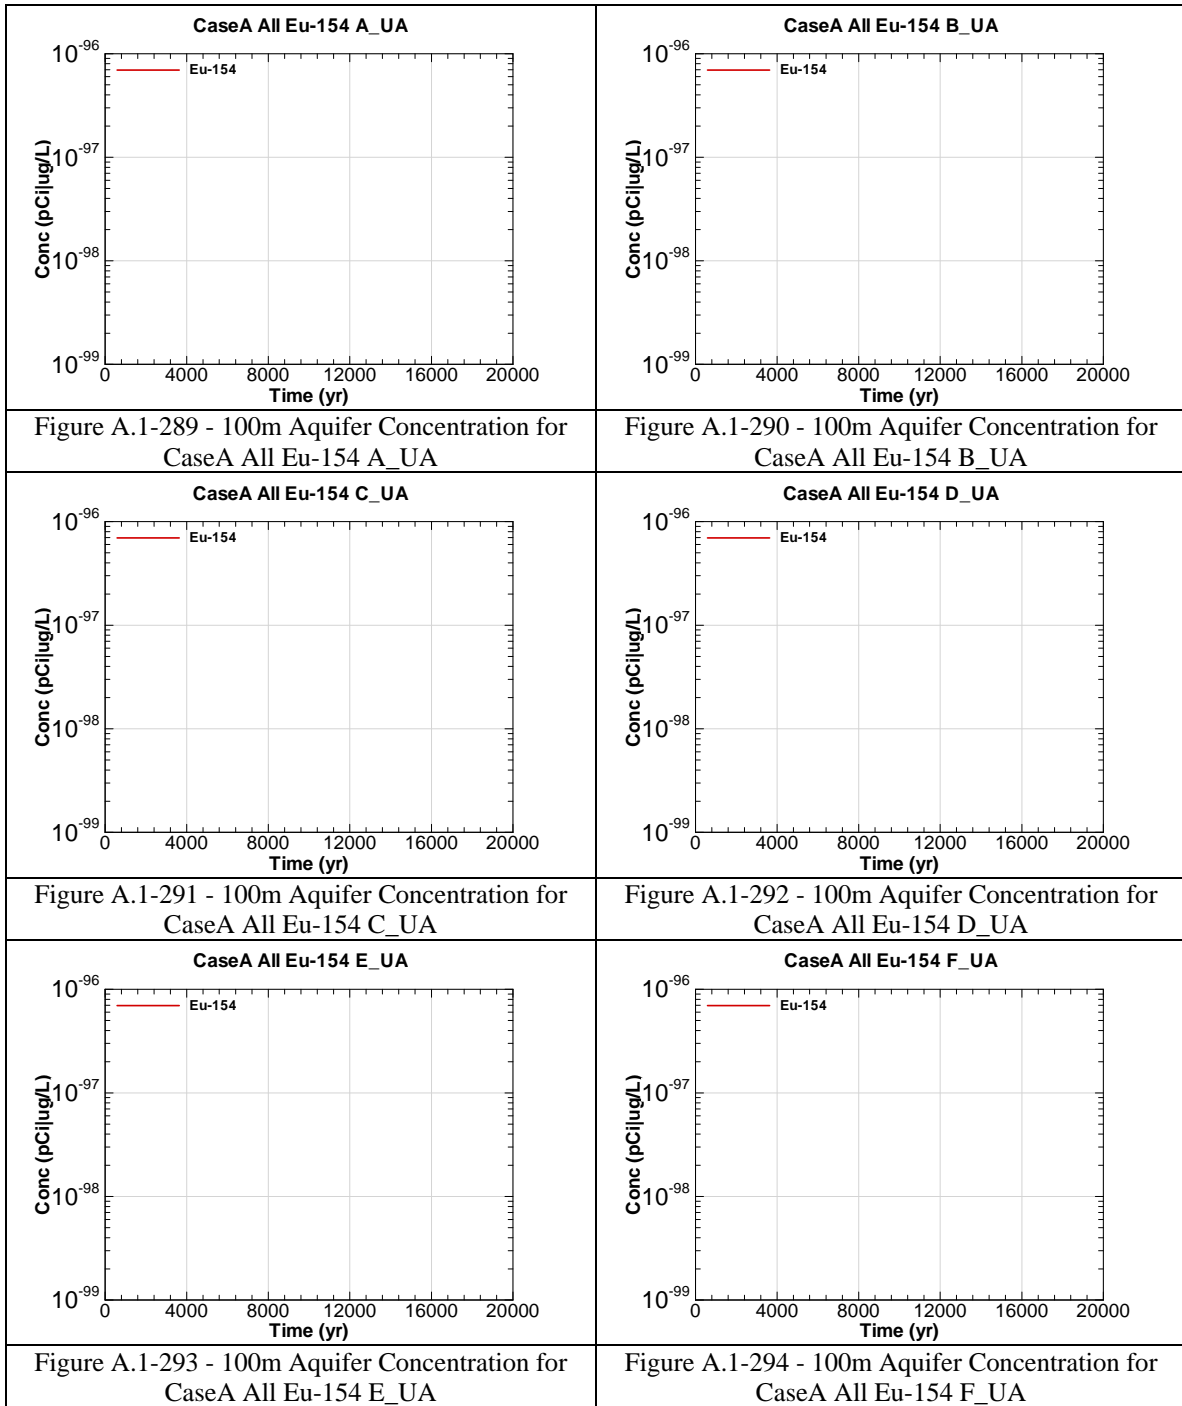 CaseA All Eu-154 A_UA
Eu-154
10^-96
10^-97
10^-98
10^-99
Conc (pCi|ug/L)
0 4000 8000 12000 16000 20000
Time (yr)
Figure A.1-289 - 100m Aquifer Concentration for
CaseA All Eu-154 A_UA
CaseA All Eu-154 B_UA
Eu-154
10^-96
10^-97
10^-98
10^-99
Conc (pCi|ug/L)
0 4000 8000 12000 16000 20000
Time (yr)
Figure A.1-290 - 100m Aquifer Concentration for
CaseA All Eu-154 B_UA
CaseA All Eu-154 C_UA
Eu-154
10^-96
10^-97
10^-98
10^-99
Conc (pCi|ug/L)
0 4000 8000 12000 16000 20000
Time (yr)
Figure A.1-291 - 100m Aquifer Concentration for
CaseA All Eu-154 C_UA
CaseA All Eu-154 D_UA
Eu-154
10^-96
10^-97
10^-98
10^-99
Conc (pCi|ug/L)
0 4000 8000 12000 16000 20000
Time (yr)
Figure A.1-292 - 100m Aquifer Concentration for
CaseA All Eu-154 D_UA
CaseA All Eu-154 E_UA
Eu-154
10^-96
10^-97
10^-98
10^-99
Conc (pCi|ug/L)
0 4000 8000 12000 16000 20000
Time (yr)
Figure A.1-293 - 100m Aquifer Concentration for
CaseA All Eu-154 E_UA
CaseA All Eu-154 F_UA
Eu-154
10^-96
10^-97
10^-98
10^-99
Conc (pCi|ug/L)
0 4000 8000 12000 16000 20000
Time (yr)
Figure A.1-294 - 100m Aquifer Concentration for
CaseA All Eu-154 F_UA